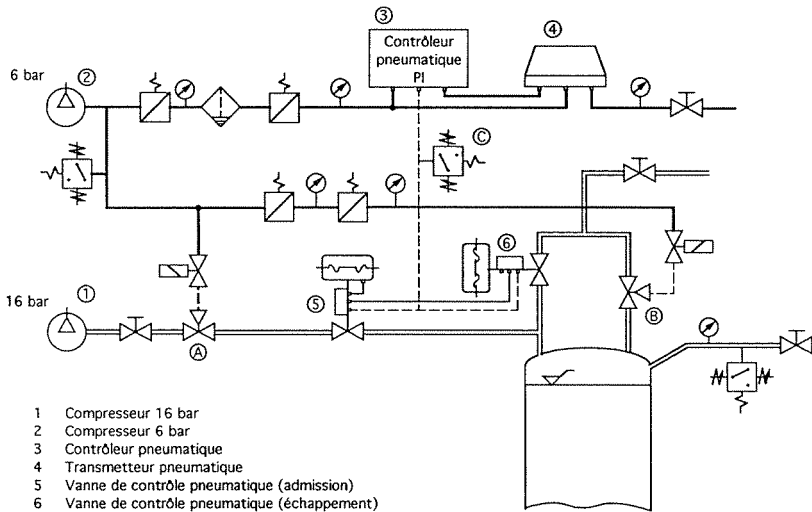 ③
④
Contrôleur
pneumatique
PI
6 bar
②
Ⓒ
⑥
①
16 bar
⑤
Ⓐ
Ⓑ
1 Compresseur 16 bar
2 Compresseur 6 bar
3 Contrôleur pneumatique
4 Transmetteur pneumatique
5 Vanne de contrôle pneumatique (admission)
6 Vanne de contrôle pneumatique (échappement)